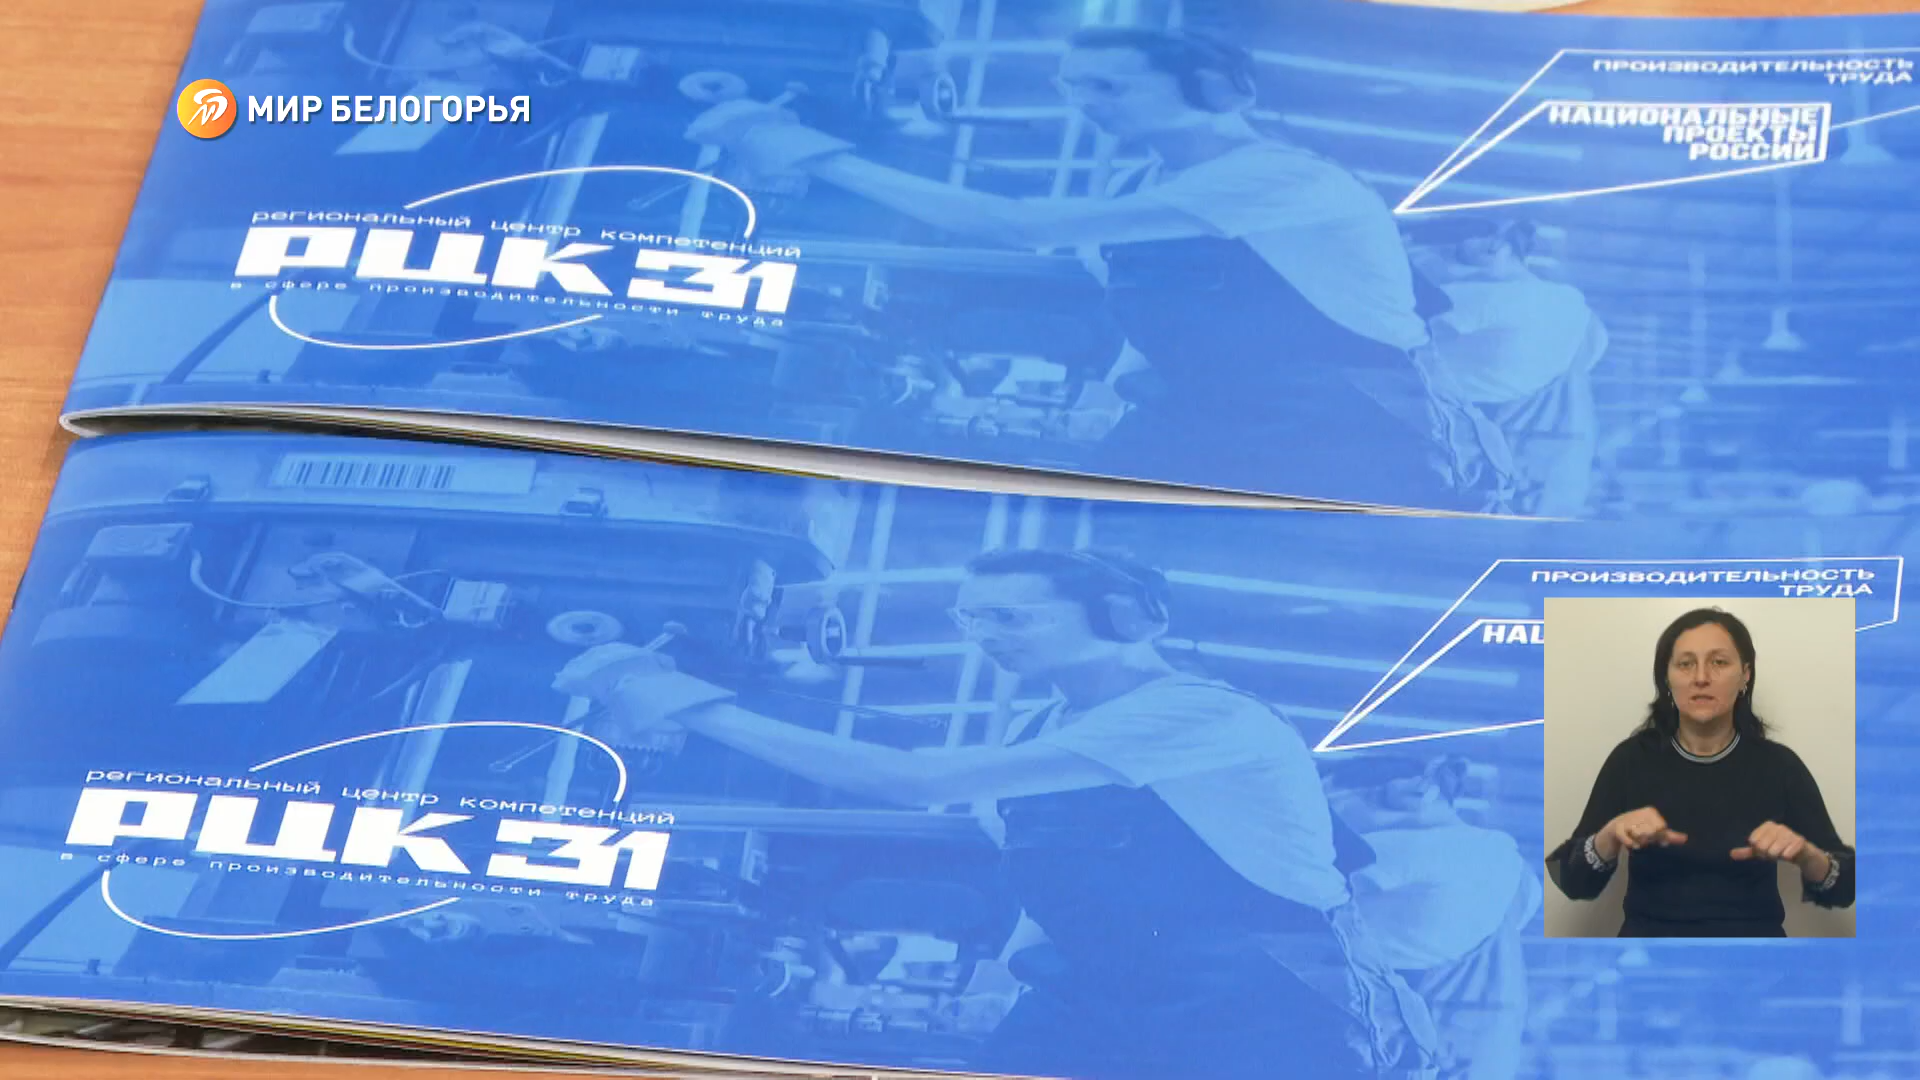 МИР БЕЛОГОРЬЯ
ПРОИЗВОДИТЕЛЬНОСТЬ
ТРУДА
НАЦИОНАЛЬНЫЕ
ПРОЕКТЫ
РОССИИ
региональный центр компетенций
РЦК 31
в сфере производительности труда
ПРОИЗВОДИТЕЛЬНОСТЬ
ТРУДА
региональный центр компетенций
РЦК 31
в сфере производительности труда